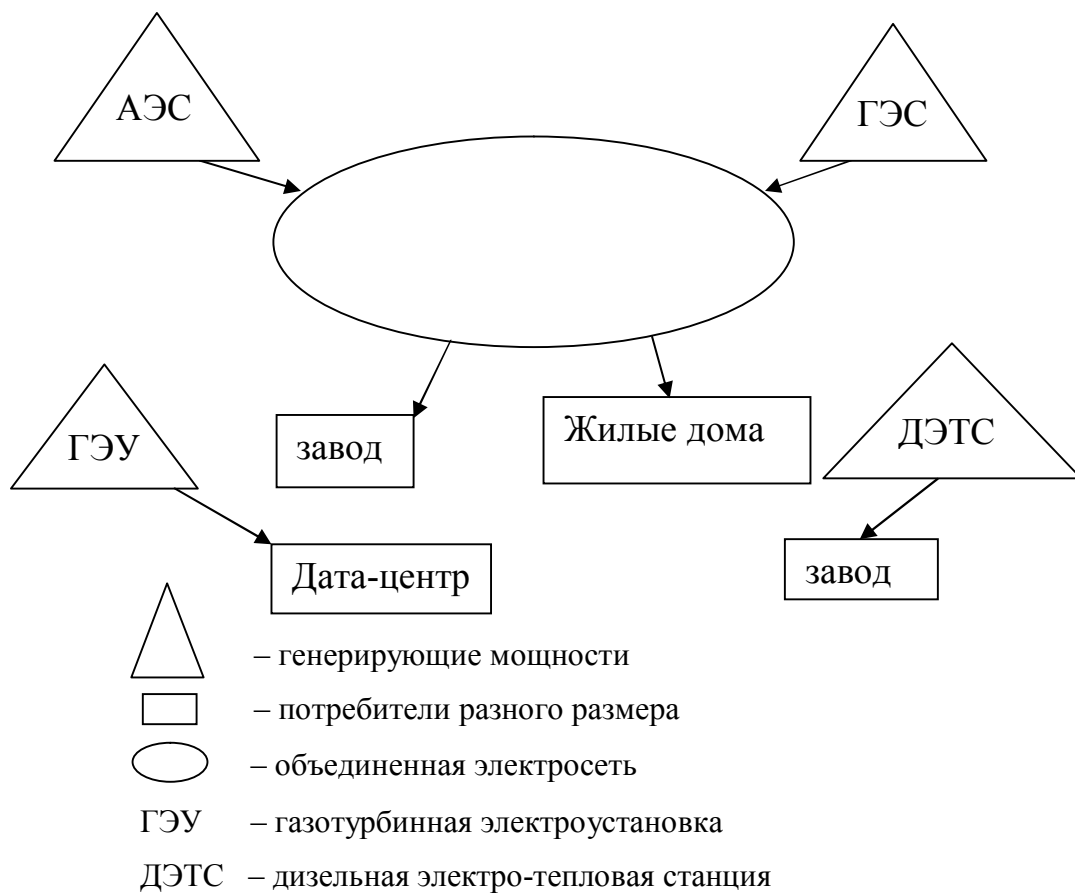 АЭС
ГЭС
ГЭУ
завод
Жилые дома
ДЭТС
Дата-центр
завод
– генерирующие мощности
– потребители разного размера
– объединенная электросеть
ГЭУ – газотурбинная электроустановка
ДЭТС – дизельная электро-тепловая станция